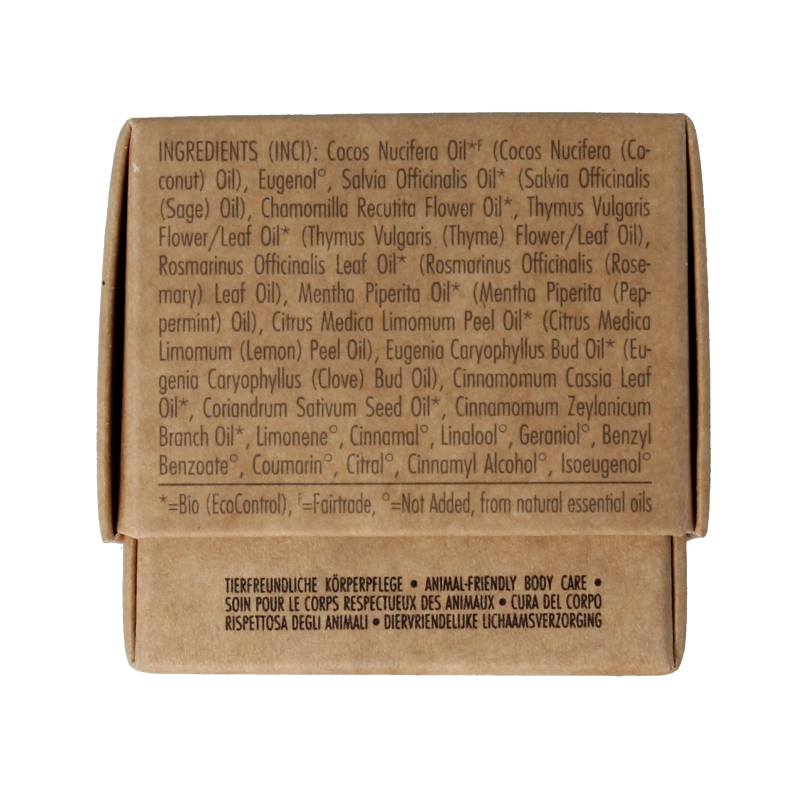 INGREDIENTS (INCI): Cocos Nucifera Oil*ᶠ (Cocos Nucifera (Co-
conut) Oil), Eugenol°, Salvia Officinalis Oil* (Salvia Officinalis
(Sage) Oil), Chamomilla Recutita Flower Oil*, Thymus Vulgaris
Flower/Leaf Oil* (Thymus Vulgaris (Thyme) Flower/Leaf Oil),
Rosmarinus Officinalis Leaf Oil* (Rosmarinus Officinalis (Rose-
mary) Leaf Oil), Mentha Piperita Oil* (Mentha Piperita (Pep-
permint) Oil), Citrus Medica Limomum Peel Oil* (Citrus Medica
Limomum (Lemon) Peel Oil), Eugenia Caryophyllus Bud Oil* (Eu-
genia Caryophyllus (Clove) Bud Oil), Cinnamomum Cassia Leaf
Oil*, Coriandrum Sativum Seed Oil*, Cinnamomum Zeylanicum
Branch Oil*, Limonene°, Cinnamal°, Linalool°, Geraniol°, Benzyl
Benzoate°, Coumarin°, Citral°, Cinnamyl Alcohol°, Isoeugenol°
*=Bio (EcoControl), ᶠ=Fairtrade, °=Not Added, from natural essential oils
TIERFREUNDLICHE KÖRPERPFLEGE • ANIMAL-FRIENDLY BODY CARE •
SOIN POUR LE CORPS RESPECTUEUX DES ANIMAUX • CURA DEL CORPO
RISPETTOSA DEGLI ANIMALI • DIERVRIENDELIJKE LICHAAMSVERZORGING